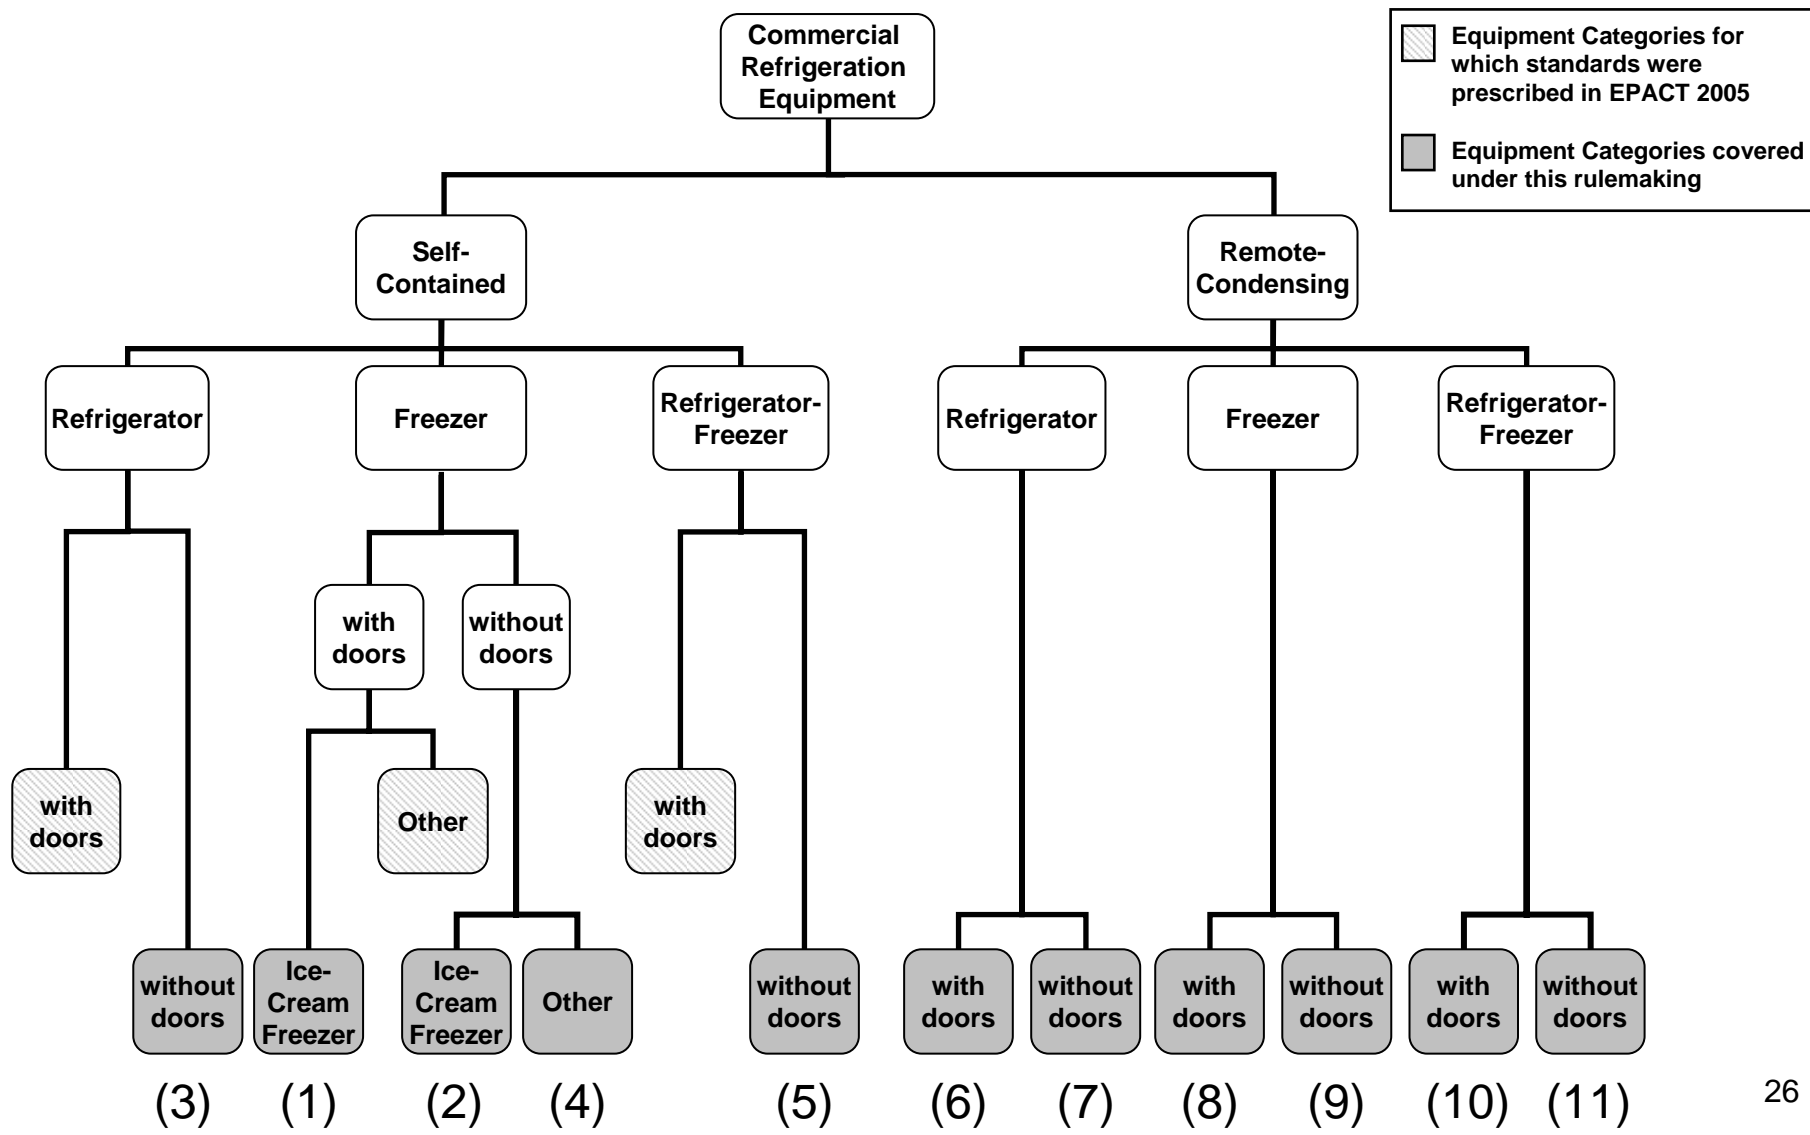 Commercial
Refrigeration
Equipment
Equipment Categories for
which standards were
prescribed in EPACT 2005
Equipment Categories covered
under this rulemaking
Self-
Contained
Remote-
Condensing
Refrigerator
Freezer
Refrigerator-
Freezer
Refrigerator
Freezer
Refrigerator-
Freezer
with
doors
without
doors
with
doors
Other
with
doors
without
doors
Ice-
Cream
Freezer
Ice-
Cream
Freezer
Other
without
doors
with
doors
without
doors
with
doors
without
doors
with
doors
without
doors
(3)
(1)
(2)
(4)
(5)
(6)
(7)
(8)
(9)
(10)
(11)
26